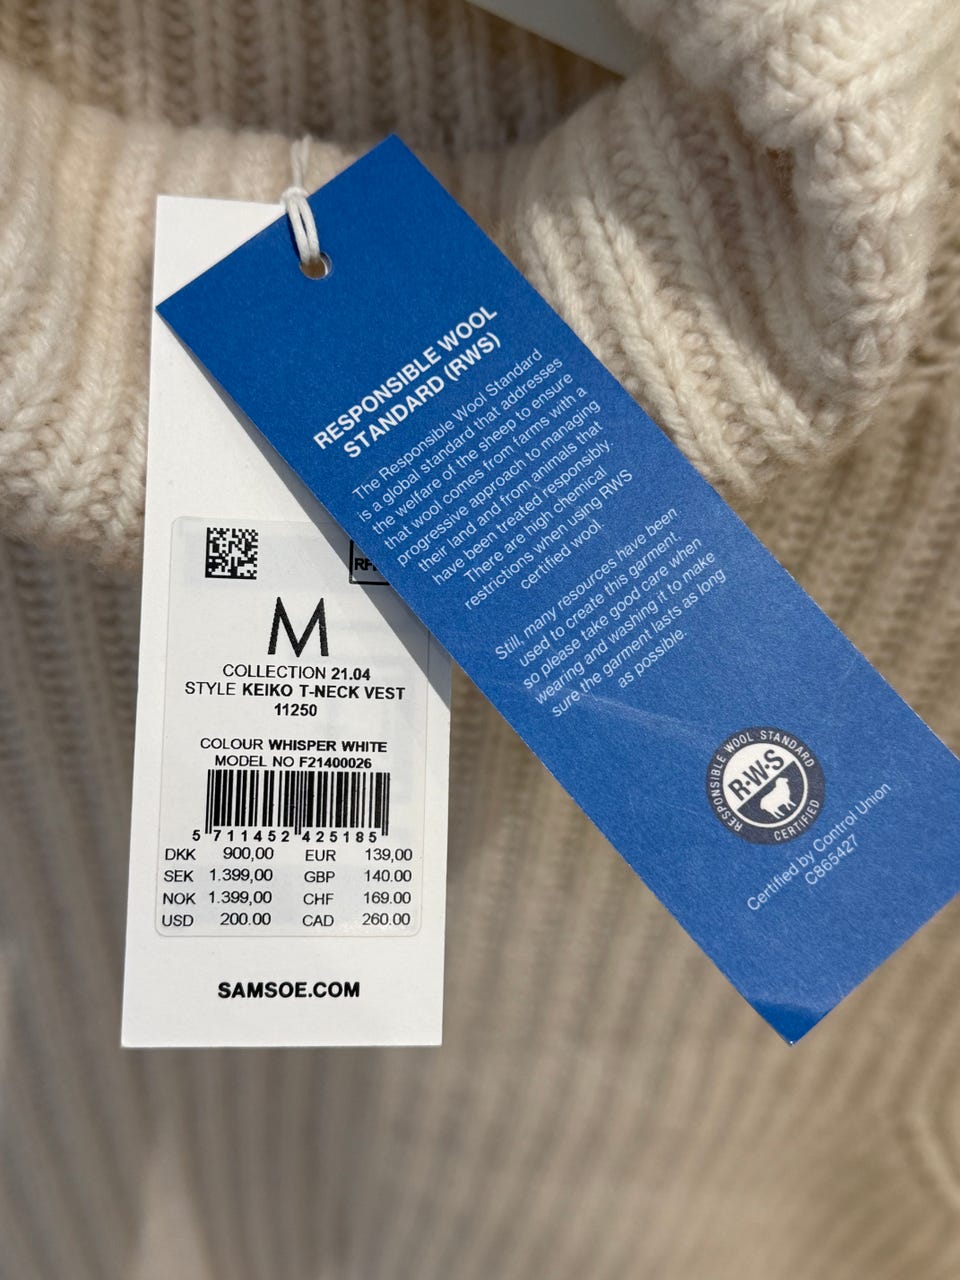 RESPONSIBLE WOOL
STANDARD (RWS)
The Responsible Wool Standard
is a global standard that addresses
the welfare of the sheep to ensure
that wool comes from farms with a
progressive approach to managing
their land and from animals that
have been treated responsibly.
There are high chemical
restrictions when using RWS
certified wool.
Still, many resources have been
used to create this garment,
so please take good care when
wearing and washing it to make
sure the garment lasts as long
as possible.
RESPONSIBLE WOOL STANDARD
R·W·S
CERTIFIED
Certified by Control Union
C865427
M
COLLECTION 21.04
STYLE KEIKO T-NECK VEST
11250
COLOUR WHISPER WHITE
MODEL NO F21400026
5 711452 425185
DKK 900,00 EUR 139,00
SEK 1.399,00 GBP 140.00
NOK 1.399,00 CHF 169.00
USD 200.00 CAD 260.00
SAMSOE.COM